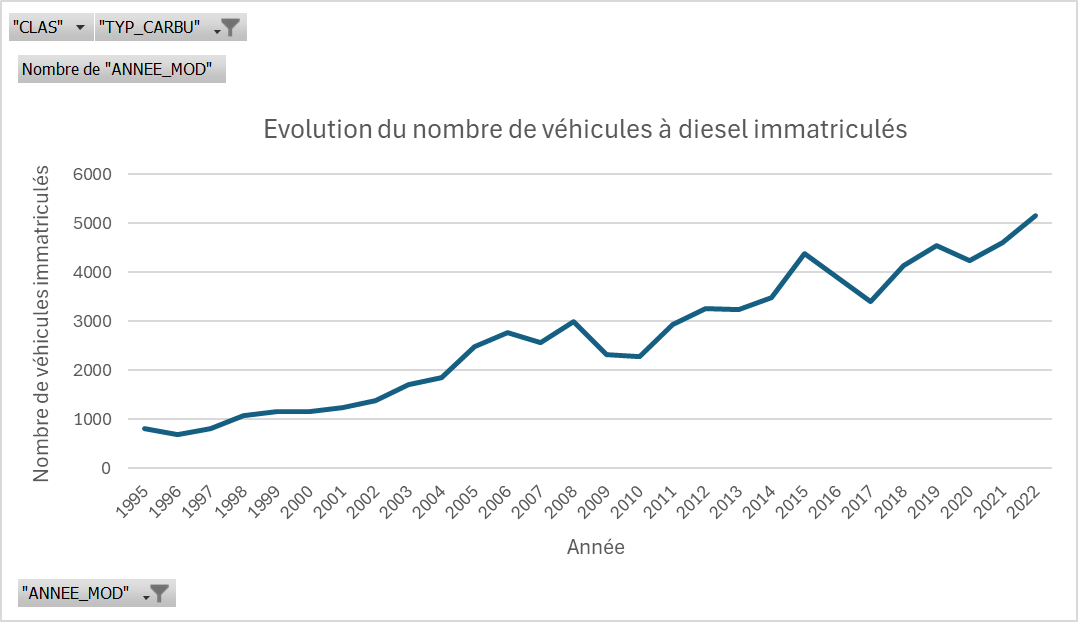 "CLAS" "TYP_CARBU"
Nombre de "ANNEE_MOD"
Evolution du nombre de véhicules à diesel immatriculés
Nombre de véhicules immatriculés
6000
5000
4000
3000
2000
1000
0
1995 1996 1997 1998 1999 2000 2001 2002 2003 2004 2005 2006 2007 2008 2009 2010 2011 2012 2013 2014 2015 2016 2017 2018 2019 2020 2021 2022
Année
"ANNEE_MOD"